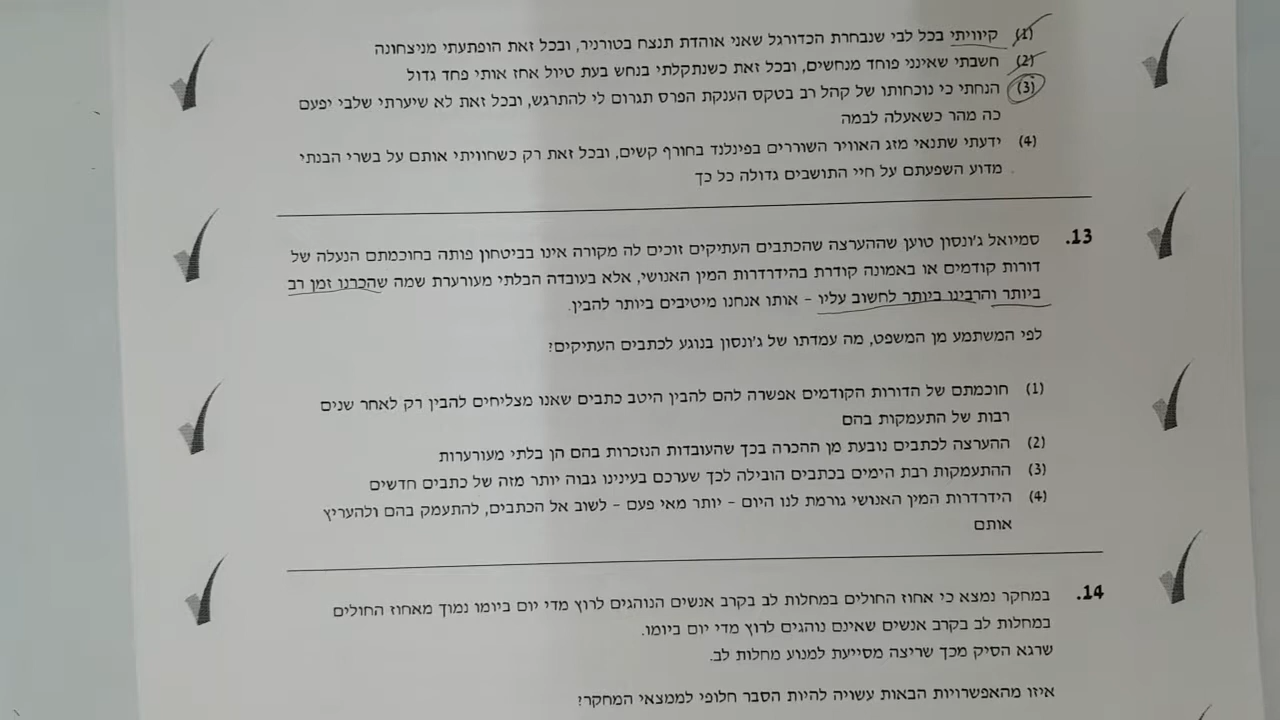 (1) קיוויתי בכל לבי שנבחרת הכדורגל שאני אוהדת תנצח בטורניר, ובכל זאת הופתעתי מניצחונה
(2) חשבתי שאינני פוחד מנחשים, ובכל זאת כשנתקלתי בנחש בעת טיול אחז אותי פחד גדול
(3) הנחתי כי נוכחותו של קהל רב בטקס הענקת הפרס תגרום לי להתרגש, ובכל זאת לא שיערתי שלבי יפעם
כה מהר כשאעלה לבמה
(4) ידעתי שתנאי מזג האוויר השוררים בפינלנד בחורף קשים, ובכל זאת רק כשחוויתי אותם על בשרי הבנתי
מדוע השפעתם על חיי התושבים גדולה כל כך
13. סמיואל ג'ונסון טוען שההערצה שהכתבים העתיקים זוכים לה מקורה אינו בביטחון פותה בחוכמתם הנעלה של
דורות קודמים או באמונה קודרת בהידרדרות המין האנושי, אלא בעובדה הבלתי מעורערת שמה שהכרנו זמן רב
ביותר והרבינו ביותר לחשוב עליו – אותו אנחנו מיטיבים ביותר להבין.
לפי המשתמע מן המשפט, מה עמדתו של ג'ונסון בנוגע לכתבים העתיקים?
(1) חוכמתם של הדורות הקודמים אפשרה להם להבין היטב כתבים שאנו מצליחים להבין רק לאחר שנים
רבות של התעמקות בהם
(2) ההערצה לכתבים נובעת מן ההכרה בכך שהעובדות הנזכרות בהם הן בלתי מעורערות
(3) ההתעמקות רבת הימים בכתבים הובילה לכך שערכם בעינינו גבוה יותר מזה של כתבים חדשים
(4) הידרדרות המין האנושי גורמת לנו היום – יותר מאי פעם – לשוב אל הכתבים, להתעמק בהם ולהעריץ
אותם
14. במחקר נמצא כי אחוז החולים במחלות לב בקרב אנשים הנוהגים לרוץ מדי יום ביומו נמוך מאחוז החולים
במחלות לב בקרב אנשים שאינם נוהגים לרוץ מדי יום ביומו.
שרגא הסיק מכך שריצה מסייעת למנוע מחלות לב.
איזו מהאפשרויות הבאות עשויה להיות הסבר חלופי לממצאי המחקר?